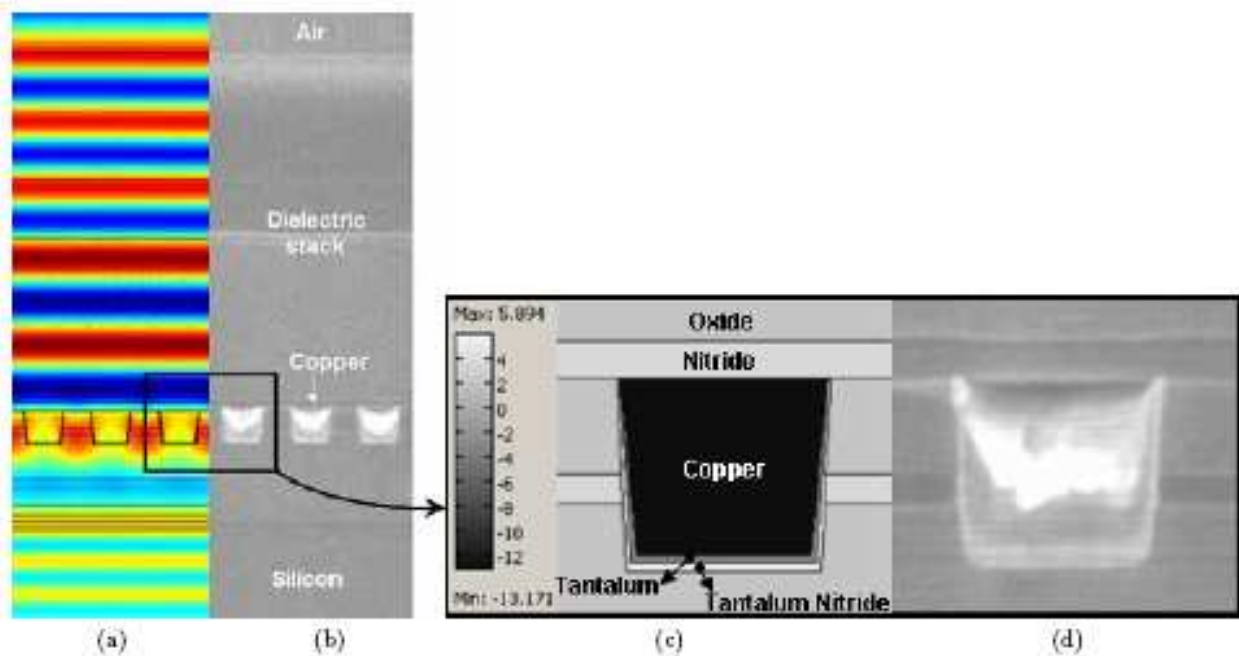 Air
Dielectric
stack
Copper
Silicon
Max: 5.894
4
2
0
-2
-4
-6
-8
-10
-12
Min: -13.171
Oxide
Nitride
Copper
Tantalum
Tantalum Nitride
(a)
(b)
(c)
(d)